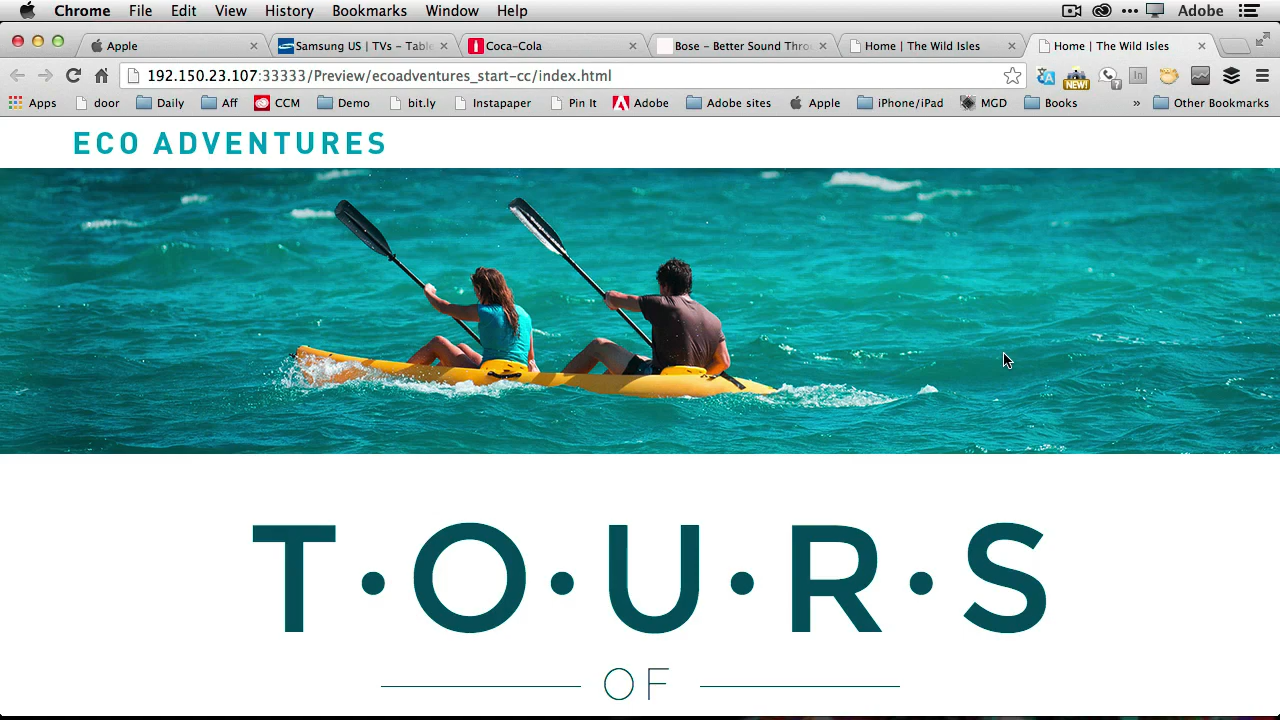 Chrome File Edit View History Bookmarks Window Help Adobe
Apple Samsung US | TVs – Table Coca-Cola Bose – Better Sound Thro Home | The Wild Isles Home | The Wild Isles
192.150.23.107:33333/Preview/ecoadventures_start-cc/index.html NEW! ? In
Apps door Daily Aff CCM Demo bit.ly Instapaper Pin It Adobe Adobe sites Apple iPhone/iPad MGD Books » Other Bookmarks
ECO ADVENTURES
T·O·U·R·S
OF